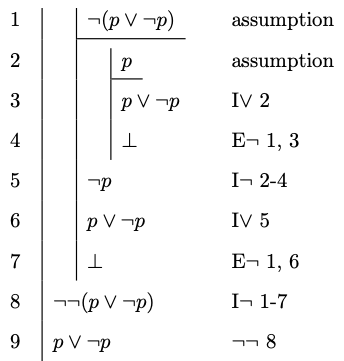 1 ¬(p ∨ ¬p) assumption
2 p assumption
3 p ∨ ¬p I∨ 2
4 ⊥ E¬ 1, 3
5 ¬p I¬ 2-4
6 p ∨ ¬p I∨ 5
7 ⊥ E¬ 1, 6
8 ¬¬(p ∨ ¬p) I¬ 1-7
9 p ∨ ¬p ¬¬ 8